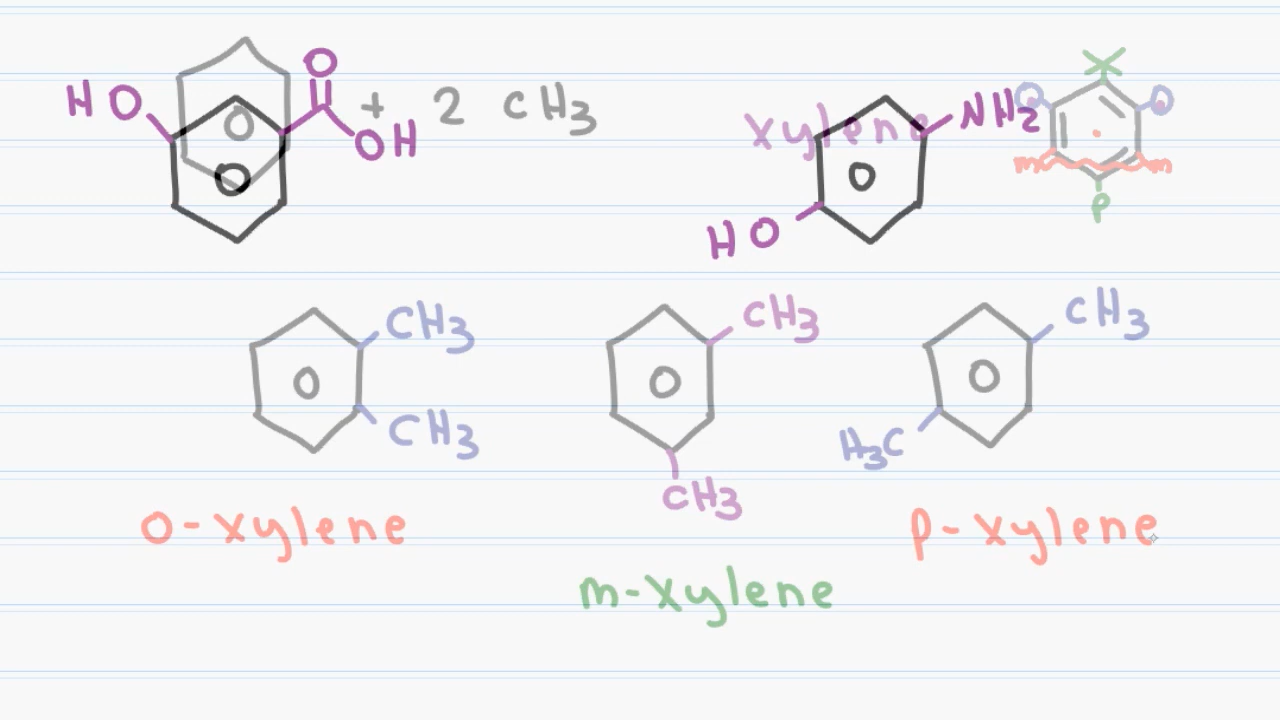 HO O OH + 2 CH3
xylene
NH2
HO
X
O O
m m
p
CH3 CH3 CH3
CH3 CH3 H3C
o-xylene m-xylene p-xylene